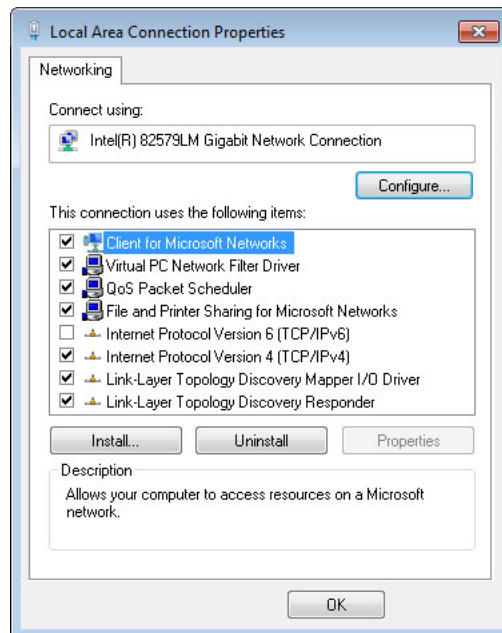 Local Area Connection Properties
Networking
Connect using:
Intel(R) 82579LM Gigabit Network Connection
Configure...
This connection uses the following items:
Client for Microsoft Networks
Virtual PC Network Filter Driver
QoS Packet Scheduler
File and Printer Sharing for Microsoft Networks
Internet Protocol Version 6 (TCP/IPv6)
Internet Protocol Version 4 (TCP/IPv4)
Link-Layer Topology Discovery Mapper I/O Driver
Link-Layer Topology Discovery Responder
Install... Uninstall Properties
Description
Allows your computer to access resources on a Microsoft
network.
OK